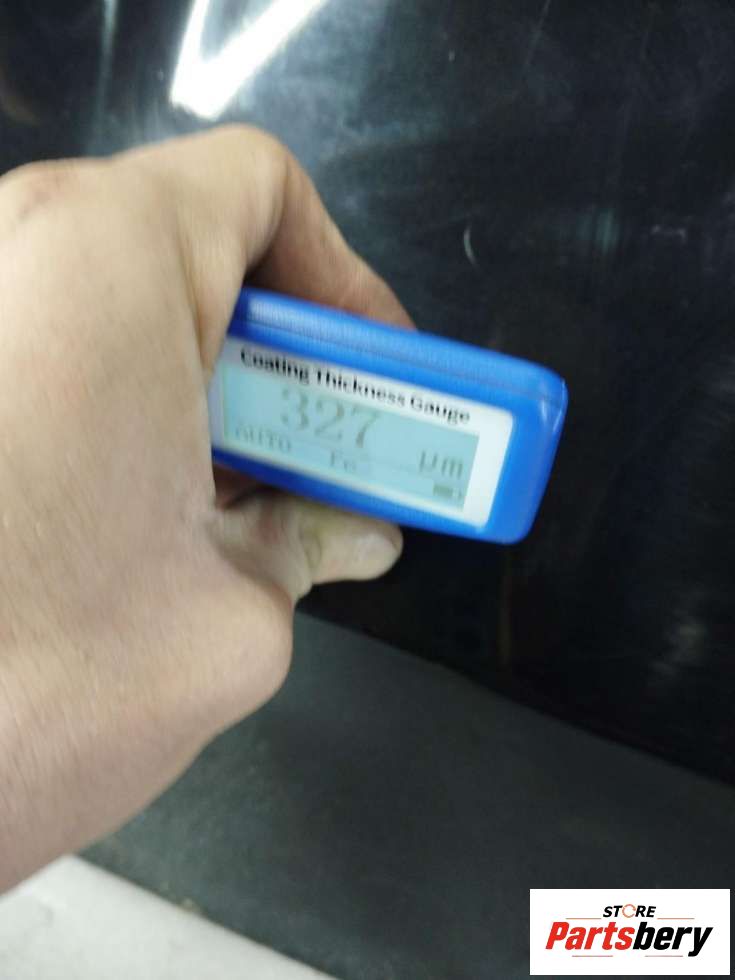 Coating Thickness Gauge
327
AUTO Fe μm
STORE
Partsbery